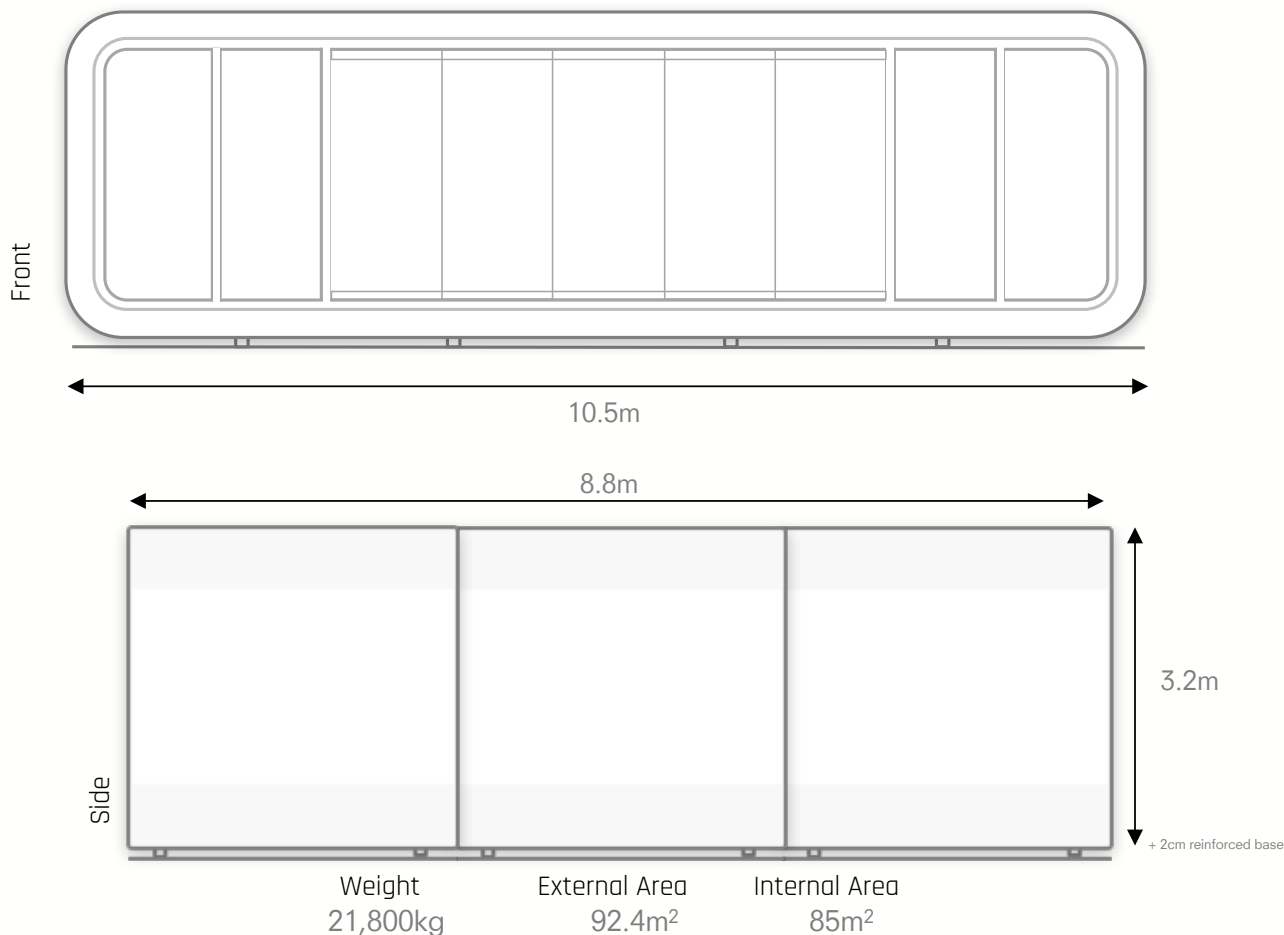 Front
10.5m
8.8m
3.2m
Side
+ 2cm reinforced base
Weight External Area Internal Area
21,800kg 92.4m² 85m²